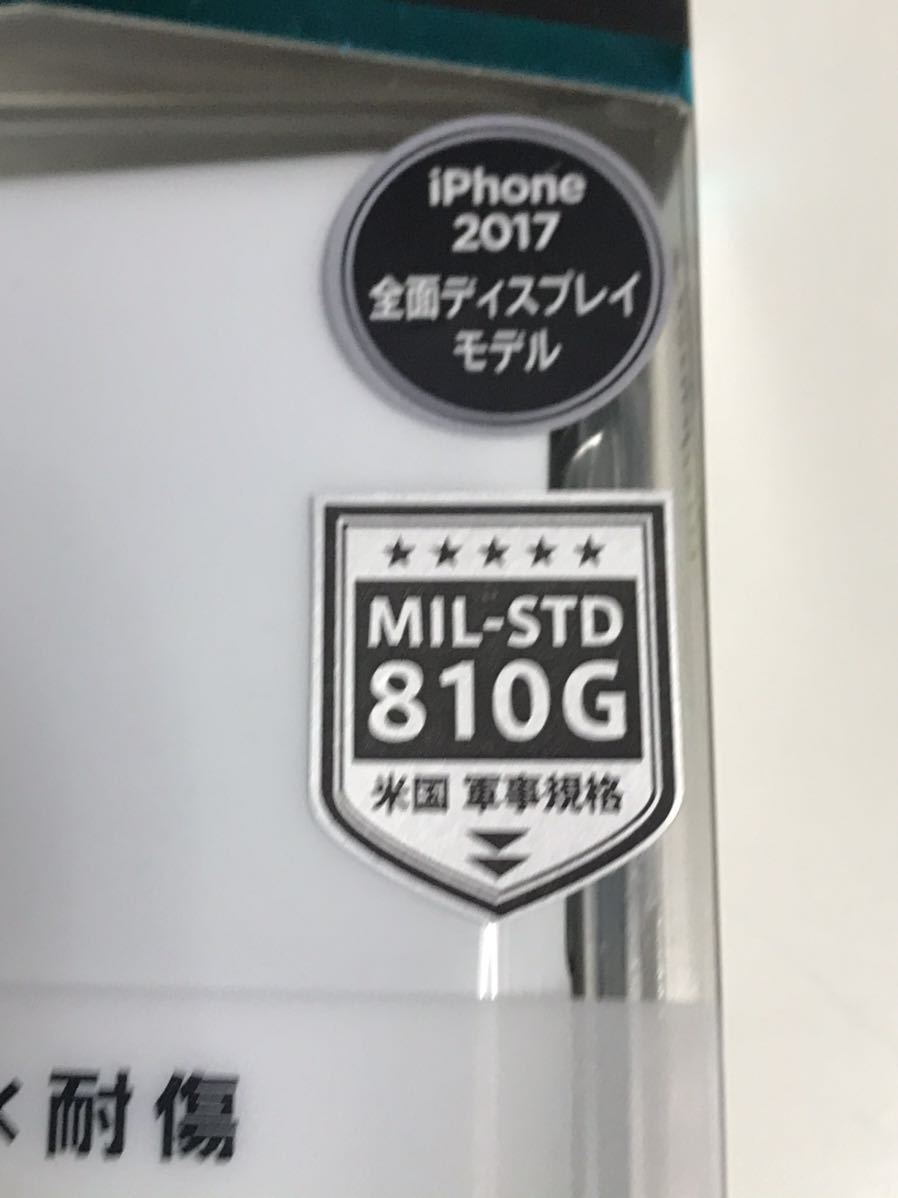 iPhone
2017
全面ディスプレイ
モデル
MIL-STD
810G
米国 軍事規格
×耐傷